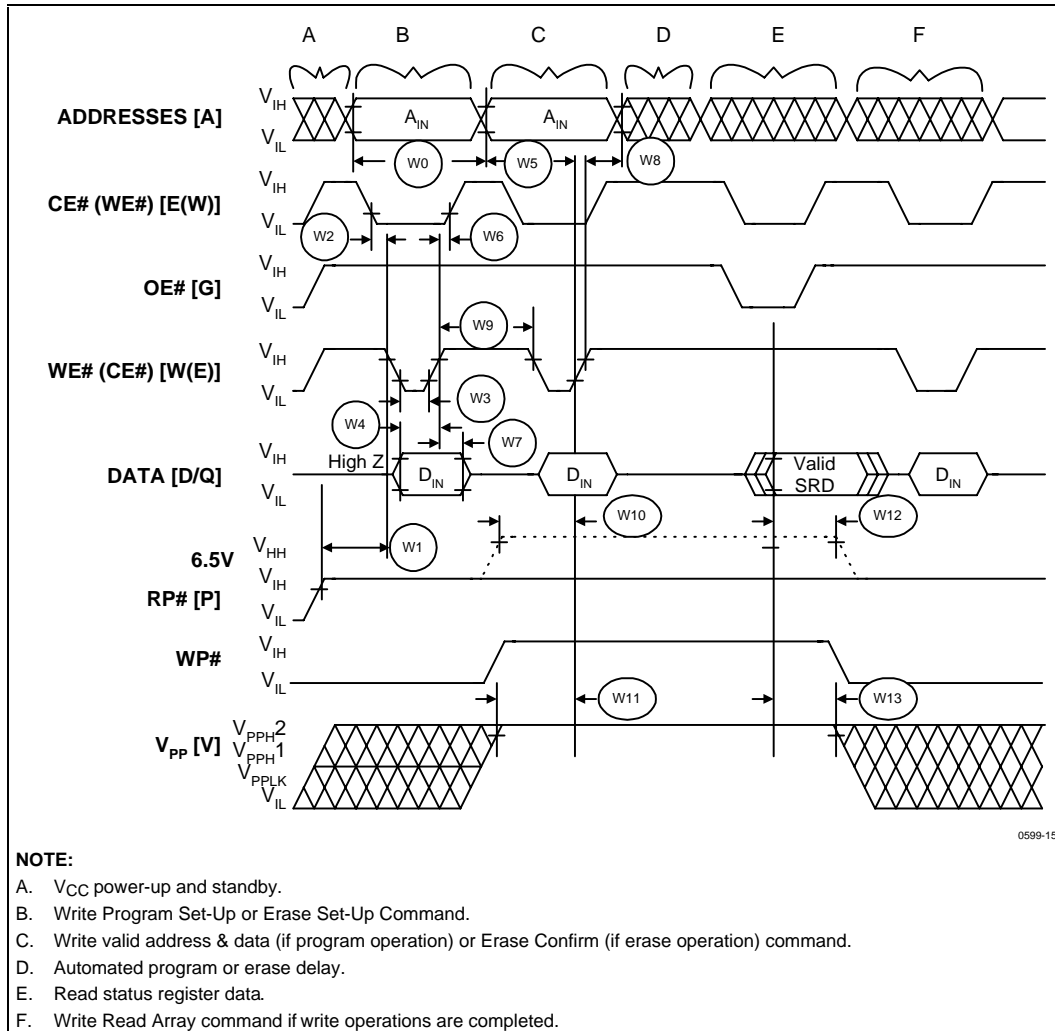 A B C D E F
ADDRESSES [A]
VIH
VIL
AIN AIN
W0 W5 W8
CE# (WE#) [E(W)]
VIH
VIL
W2 W6
OE# [G]
VIH
VIL
W9
WE# (CE#) [W(E)]
VIH
VIL
W3
W4 W7
DATA [D/Q]
VIH
VIL
High Z
DIN DIN Valid SRD DIN
W10 W12
W1
6.5V VHH
RP# [P]
VIH
VIL
WP#
VIH
VIL
W11 W13
VPP [V]
VPPH2
VPPH1
VPPLK
VIL
0599-15
NOTE:
A. VCC power-up and standby.
B. Write Program Set-Up or Erase Set-Up Command.
C. Write valid address & data (if program operation) or Erase Confirm (if erase operation) command.
D. Automated program or erase delay.
E. Read status register data.
F. Write Read Array command if write operations are completed.